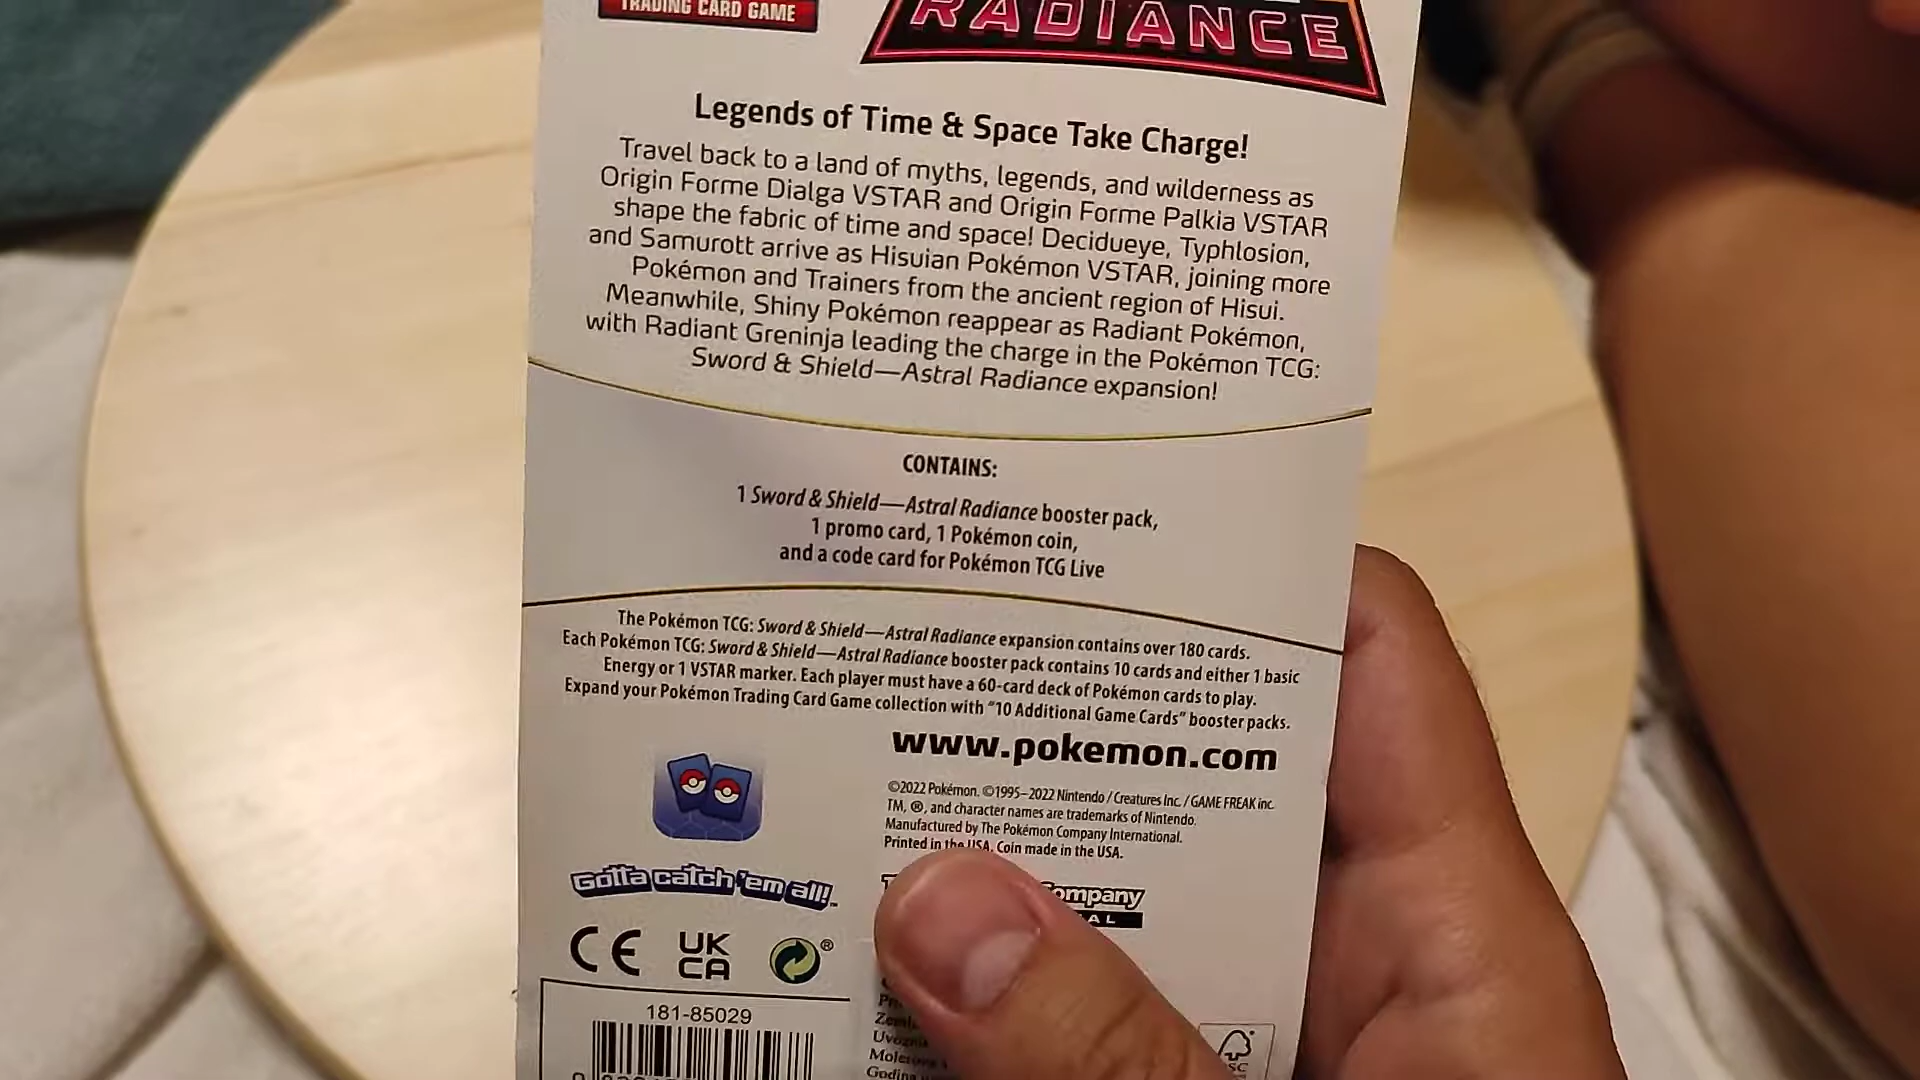 TRADING CARD GAME
RADIANCE
Legends of Time & Space Take Charge!
Travel back to a land of myths, legends, and wilderness as
Origin Forme Dialga VSTAR and Origin Forme Palkia VSTAR
shape the fabric of time and space! Decidueye, Typhlosion,
and Samurott arrive as Hisuian Pokémon VSTAR, joining more
Pokémon and Trainers from the ancient region of Hisui.
Meanwhile, Shiny Pokémon reappear as Radiant Pokémon,
with Radiant Greninja leading the charge in the Pokémon TCG:
Sword & Shield—Astral Radiance expansion!
CONTAINS:
1 Sword & Shield—Astral Radiance booster pack,
1 promo card, 1 Pokémon coin,
and a code card for Pokémon TCG Live
The Pokémon TCG: Sword & Shield—Astral Radiance expansion contains over 180 cards.
Each Pokémon TCG: Sword & Shield—Astral Radiance booster pack contains 10 cards and either 1 basic
Energy or 1 VSTAR marker. Each player must have a 60-card deck of Pokémon cards to play.
Expand your Pokémon Trading Card Game collection with "10 Additional Game Cards" booster packs.
www.pokemon.com
©2022 Pokémon. ©1995–2022 Nintendo / Creatures Inc. / GAME FREAK inc.
TM, ®, and character names are trademarks of Nintendo.
Manufactured by The Pokémon Company International.
Printed in the USA. Coin made in the USA.
Gotta catch 'em all!™
CE UK CA ®
181-85029